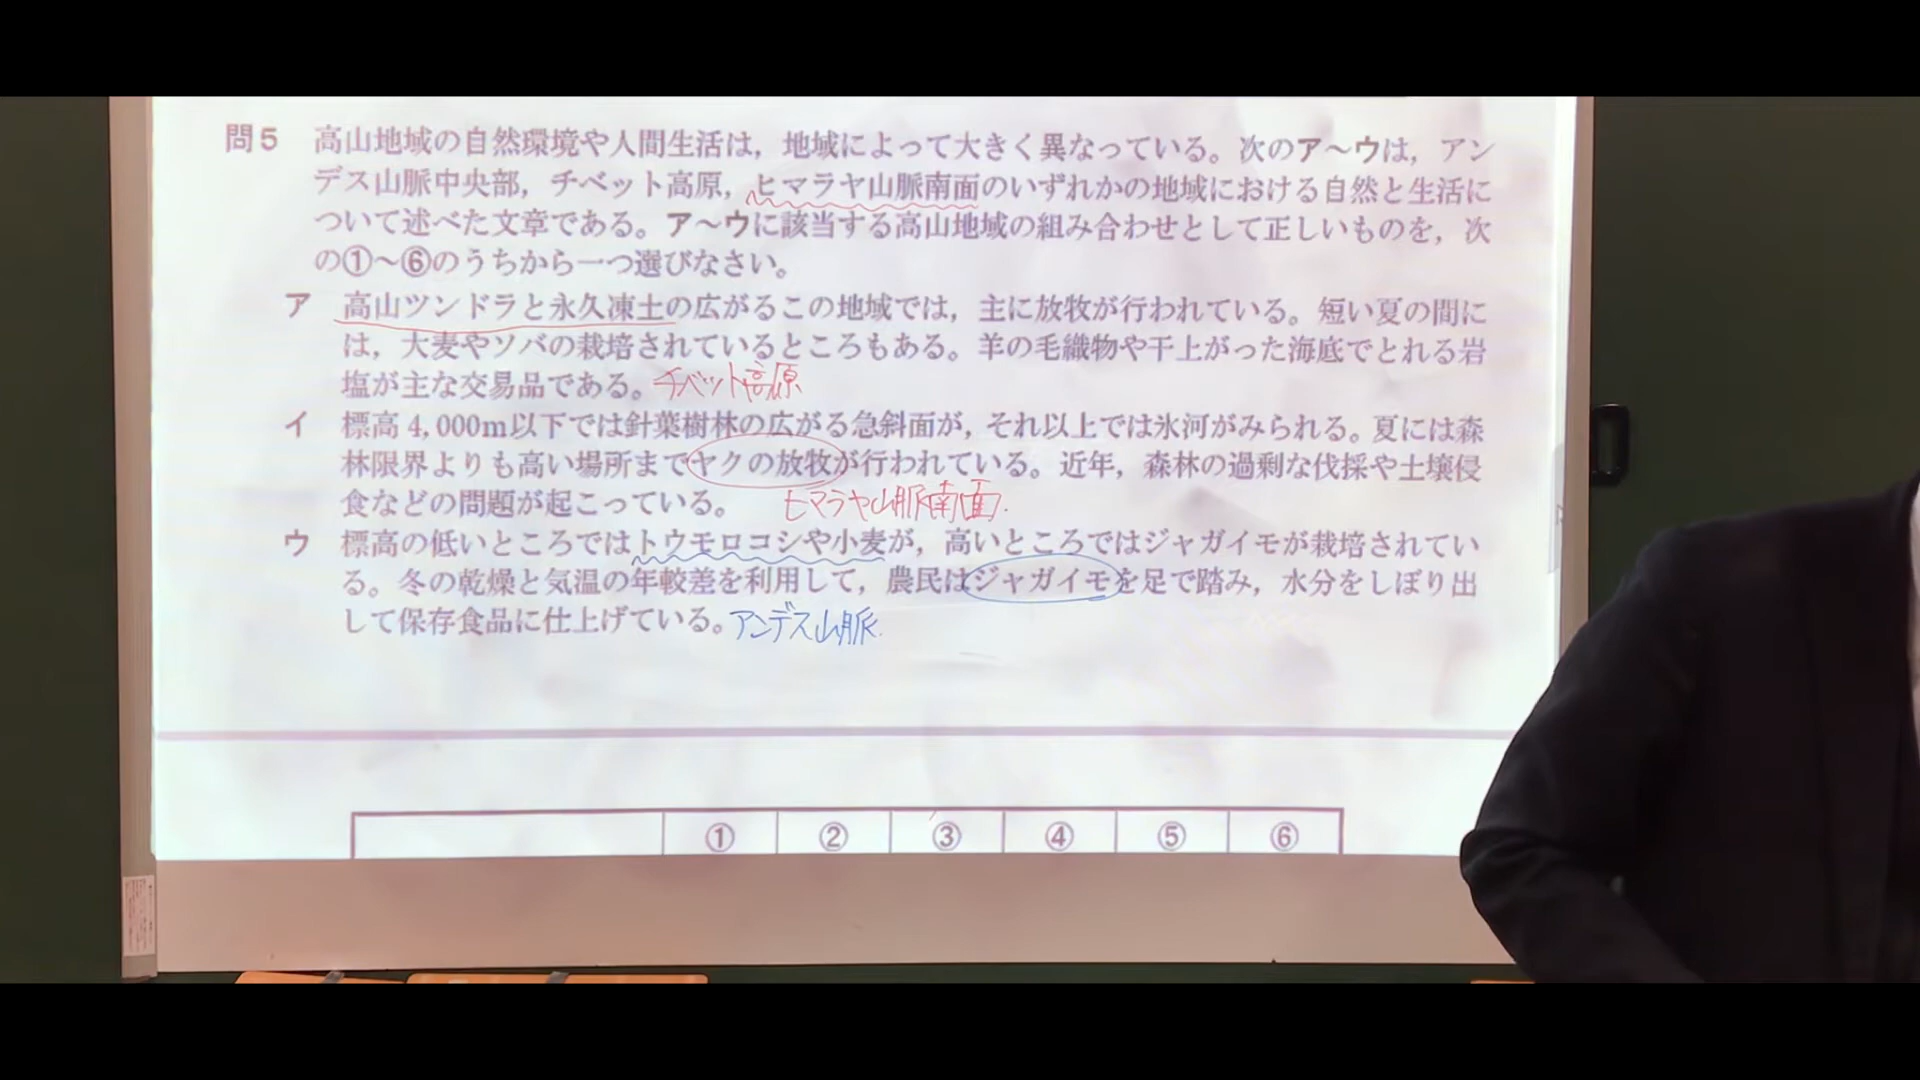 問5 高山地域の自然環境や人間生活は，地域によって大きく異なっている。次のア～ウは，アン
デス山脈中央部，チベット高原，ヒマラヤ山脈南面のいずれかの地域における自然と生活に
ついて述べた文章である。ア～ウに該当する高山地域の組み合わせとして正しいものを，次
の①～⑥のうちから一つ選びなさい。
ア 高山ツンドラと永久凍土の広がるこの地域では，主に放牧が行われている。短い夏の間に
は，大麦やソバの栽培されているところもある。羊の毛織物や干上がった海底でとれる岩
塩が主な交易品である。チベット高原
イ 標高4,000m以下では針葉樹林の広がる急斜面が，それ以上では氷河がみられる。夏には森
林限界よりも高い場所までヤクの放牧が行われている。近年，森林の過剰な伐採や土壌侵
食などの問題が起こっている。 ヒマラヤ山脈南面.
ウ 標高の低いところではトウモロコシや小麦が，高いところではジャガイモが栽培されてい
る。冬の乾燥と気温の年較差を利用して，農民はジャガイモを足で踏み，水分をしぼり出
して保存食品に仕上げている。アンデス山脈.
① ② ③ ④ ⑤ ⑥